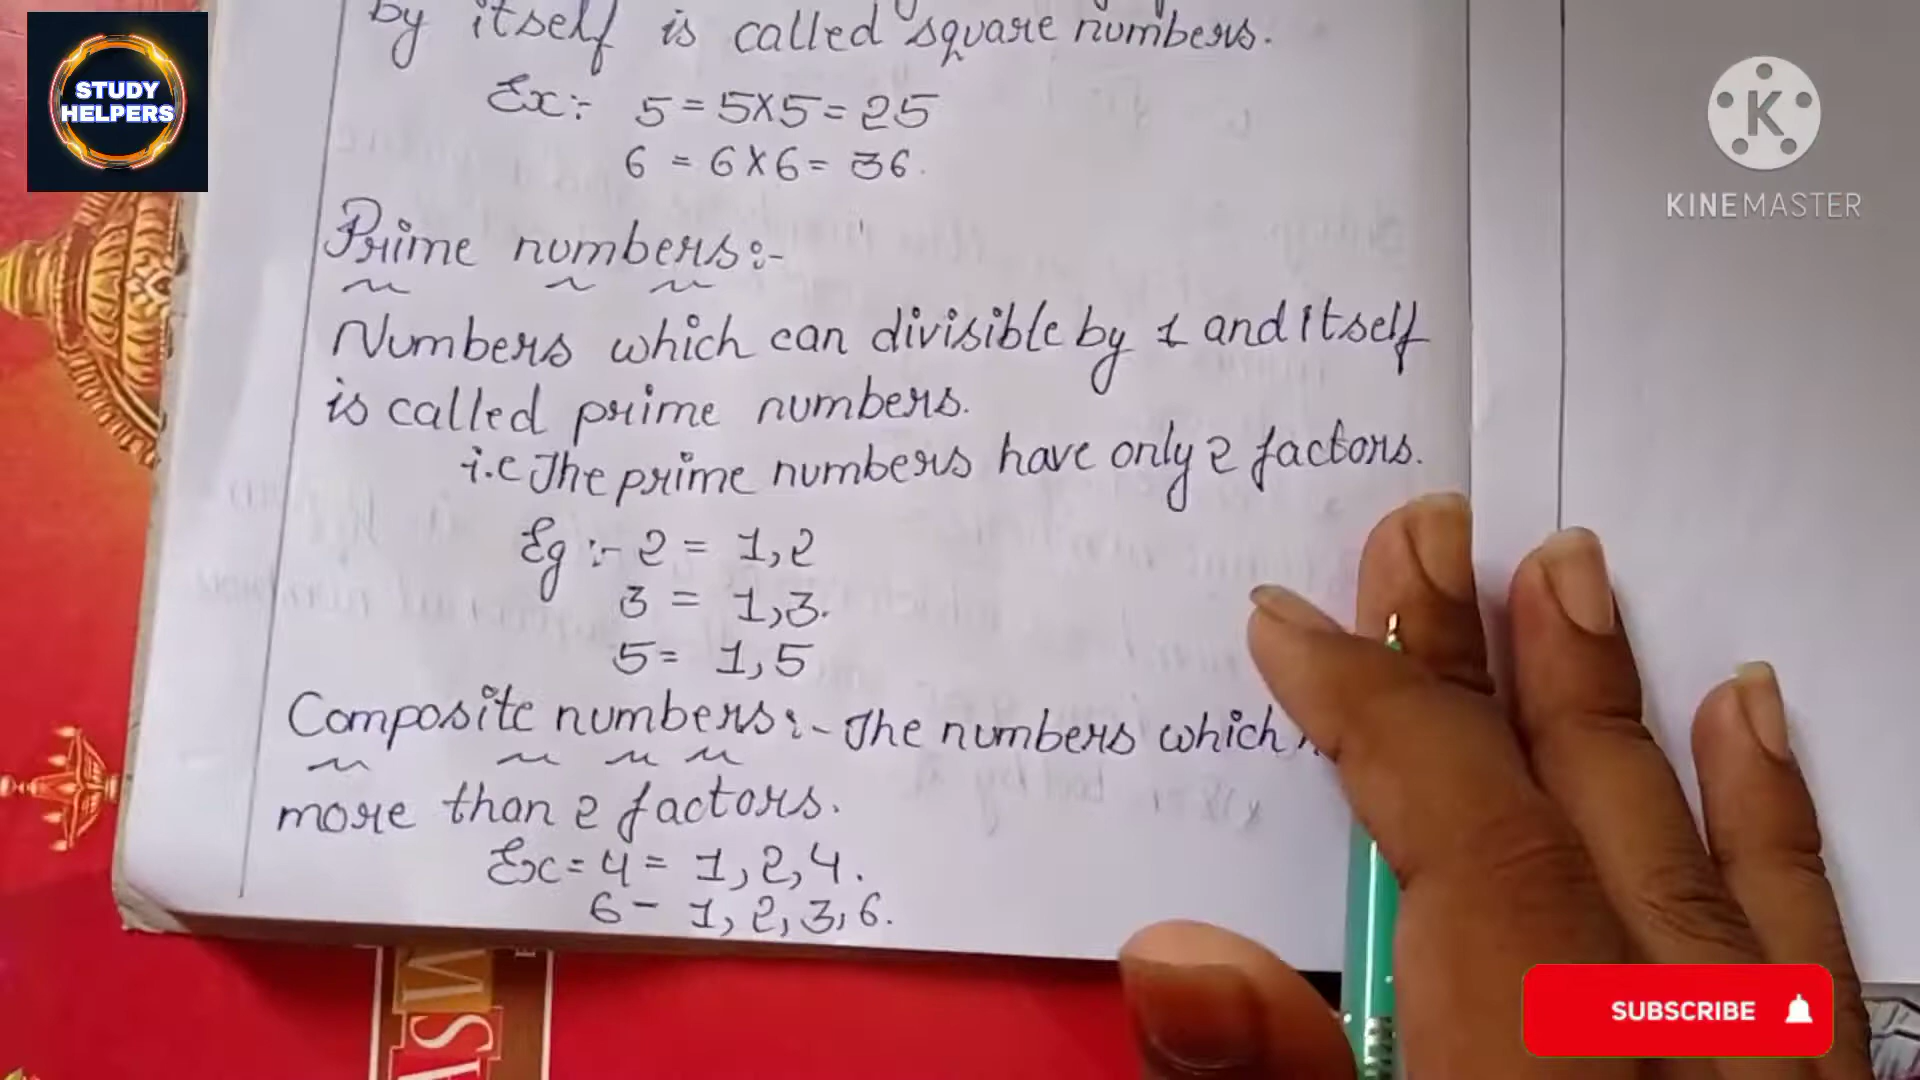 by itself is called square numbers.
STUDY
HELPERS
Ex:- 5 = 5X5 = 25
6 = 6X6 = 36.
K
KINEMASTER
Prime numbers:-
Numbers which can divisible by 1 and Itself
is called prime numbers.
i.e The prime numbers have only 2 factors.
Eg :- 2 = 1,2
3 = 1,3.
5 = 1,5
Composite numbers:- The numbers which
more than 2 factors.
Ex = 4 = 1,2,4.
6 - 1,2,3,6.
SUBSCRIBE